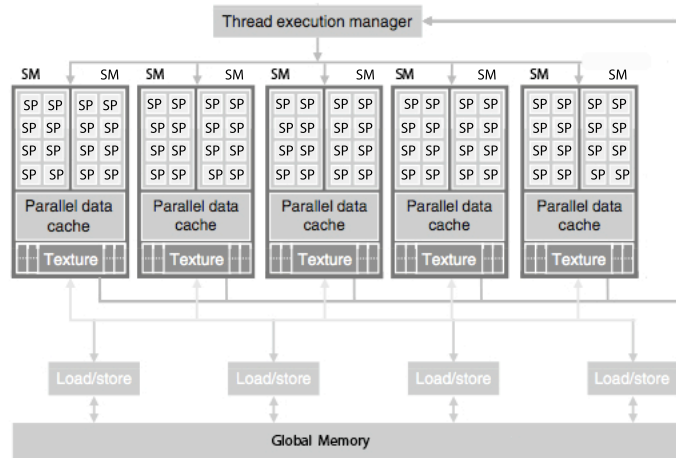 Thread execution manager
SM SM SM SM SM SM SM SM SM SM
SP SP SP SP SP SP SP SP SP SP SP SP SP SP SP SP SP SP SP SP
SP SP SP SP SP SP SP SP SP SP SP SP SP SP SP SP SP SP SP SP
SP SP SP SP SP SP SP SP SP SP SP SP SP SP SP SP SP SP SP SP
SP SP SP SP SP SP SP SP SP SP SP SP SP SP SP SP SP SP SP SP
Parallel data Parallel data Parallel data Parallel data Parallel data
cache cache cache cache cache
Texture Texture Texture Texture Texture
Load/store Load/store Load/store Load/store
Global Memory